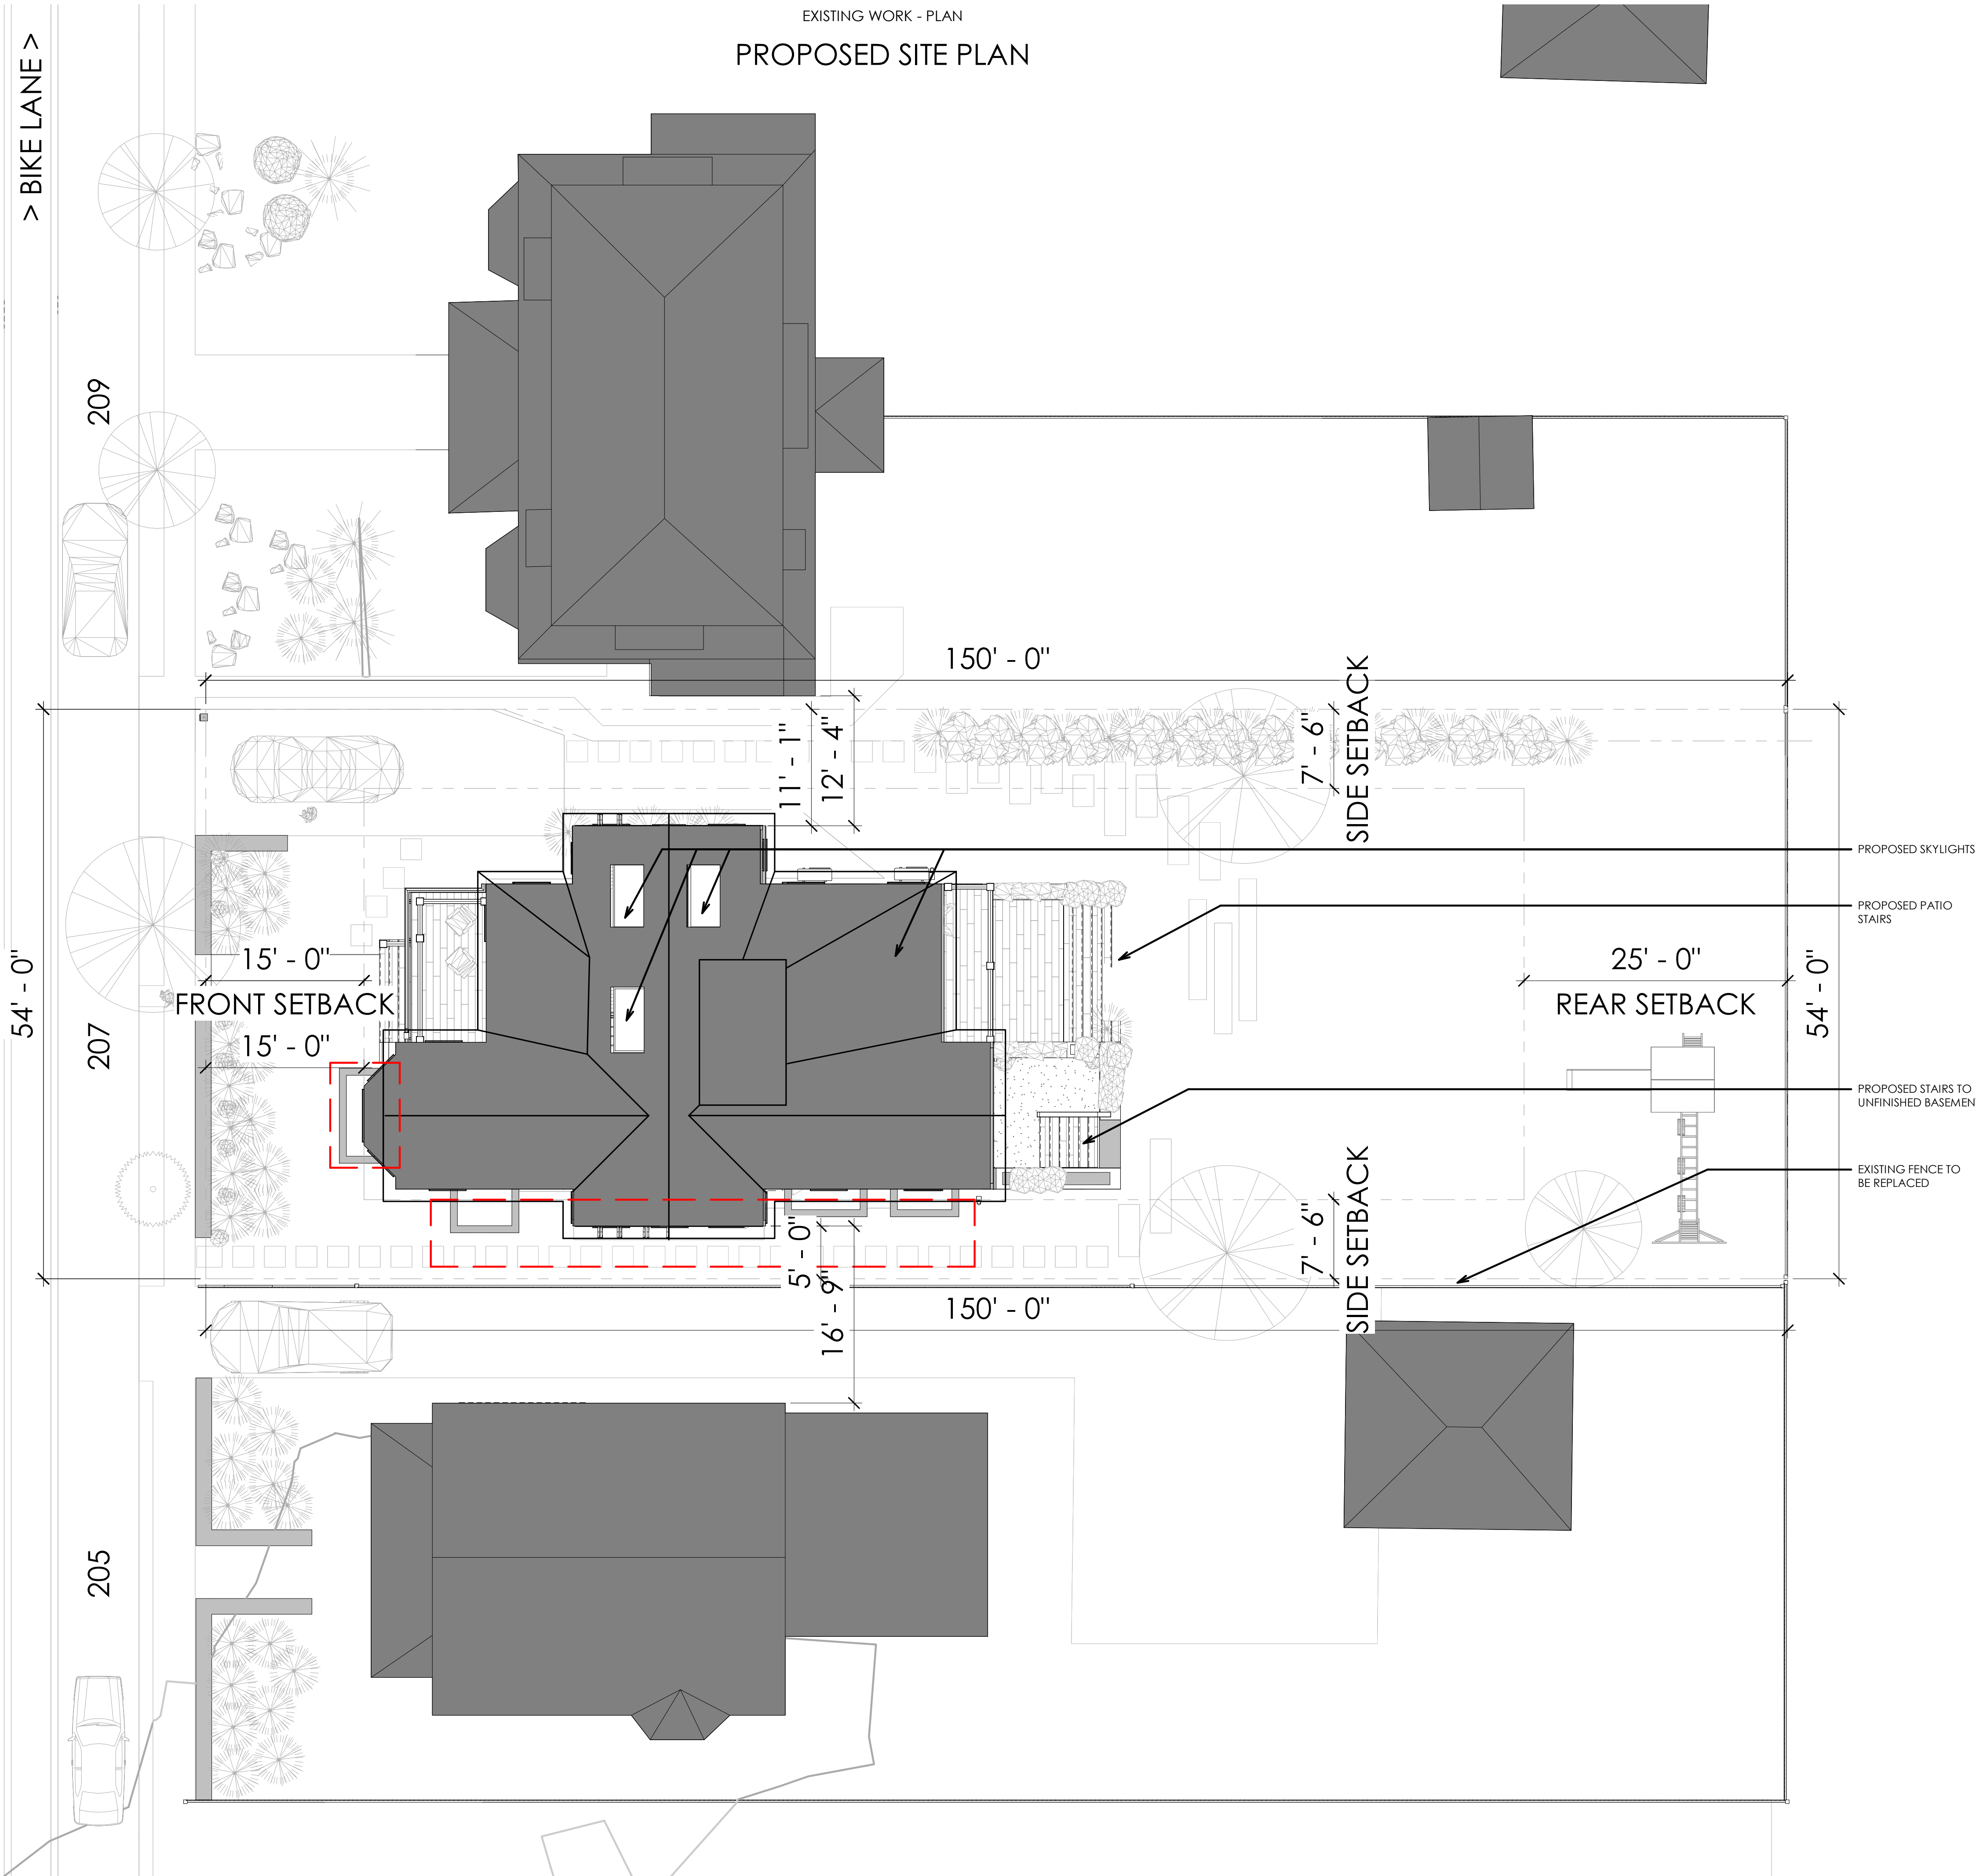 EXISTING WORK - PLAN
PROPOSED SITE PLAN
> BIKE LANE >
209
150' - 0"
11' - 1"
12' - 4"
7' - 6"
SIDE SETBACK
PROPOSED SKYLIGHTS
PROPOSED PATIO
STAIRS
54' - 0"
15' - 0"
FRONT SETBACK
15' - 0"
207
25' - 0"
REAR SETBACK
54' - 0"
PROPOSED STAIRS TO
UNFINISHED BASEMEN
EXISTING FENCE TO
BE REPLACED
5' - 0"
16' - 9"
7' - 6"
SIDE SETBACK
150' - 0"
205